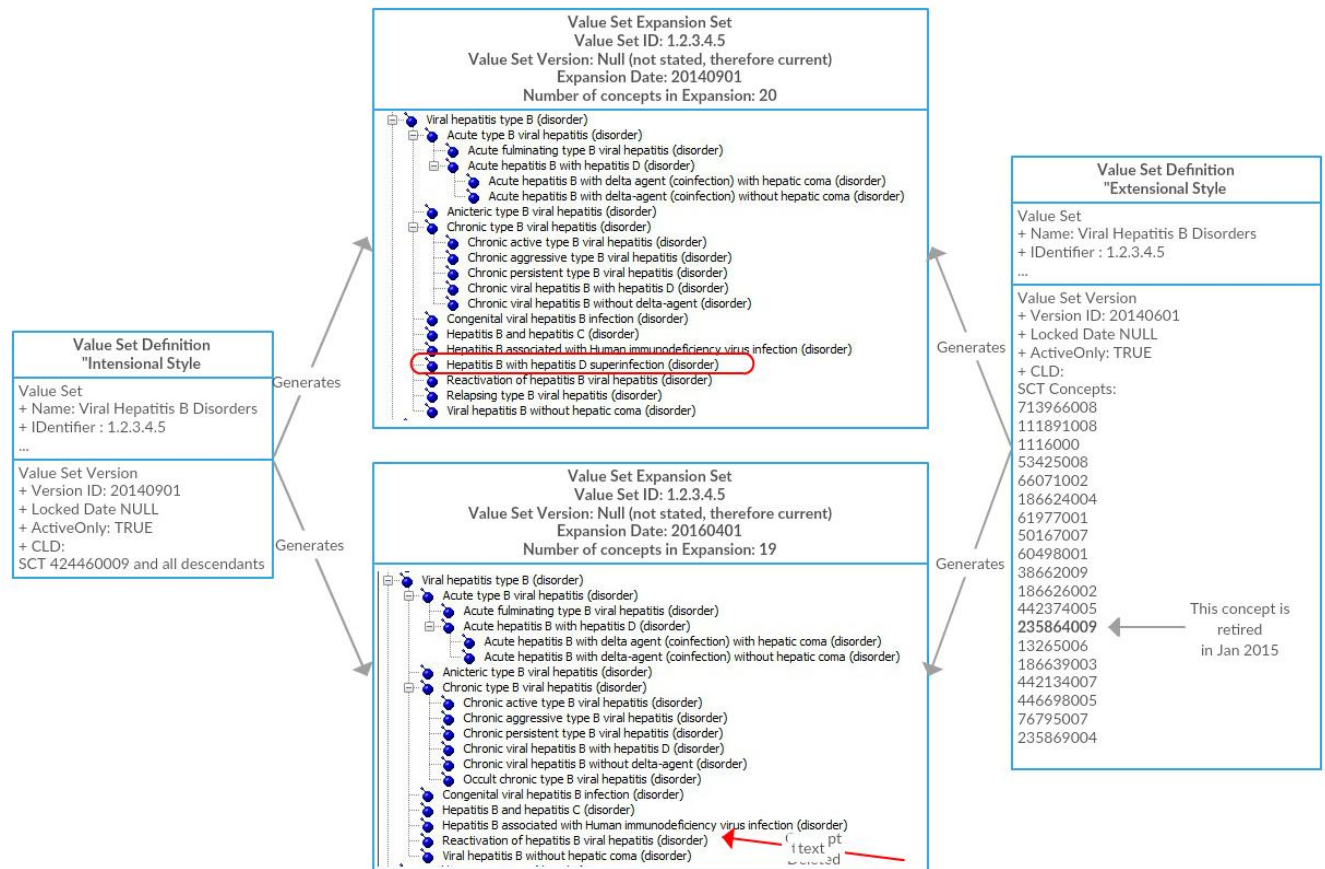 Value Set Expansion Set
Value Set ID: 1.2.3.4.5
Value Set Version: Null (not stated, therefore current)
Expansion Date: 20140901
Number of concepts in Expansion: 20
Viral hepatitis type B (disorder)
Acute type B viral hepatitis (disorder)
Acute fulminating type B viral hepatitis (disorder)
Acute hepatitis B with hepatitis D (disorder)
Acute hepatitis B with delta agent (coinfection) with hepatic coma (disorder)
Acute hepatitis B with delta-agent (coinfection) without hepatic coma (disorder)
Anicteric type B viral hepatitis (disorder)
Chronic type B viral hepatitis (disorder)
Chronic active type B viral hepatitis (disorder)
Chronic aggressive type B viral hepatitis (disorder)
Chronic persistent type B viral hepatitis (disorder)
Chronic viral hepatitis B with hepatitis D (disorder)
Chronic viral hepatitis B without delta-agent (disorder)
Congenital viral hepatitis B infection (disorder)
Hepatitis B and hepatitis C (disorder)
Hepatitis B associated with Human immunodeficiency virus infection (disorder)
Hepatitis B with hepatitis D superinfection (disorder)
Reactivation of hepatitis B viral hepatitis (disorder)
Relapsing type B viral hepatitis (disorder)
Viral hepatitis B without hepatic coma (disorder)
Value Set Definition
"Intensional Style
Value Set
+ Name: Viral Hepatitis B Disorders
+ IDentifier : 1.2.3.4.5
...
Value Set Version
+ Version ID: 20140901
+ Locked Date NULL
+ ActiveOnly: TRUE
+ CLD:
SCT 424460009 and all descendants
Generates
Generates
Value Set Expansion Set
Value Set ID: 1.2.3.4.5
Value Set Version: Null (not stated, therefore current)
Expansion Date: 20160401
Number of concepts in Expansion: 19
Viral hepatitis type B (disorder)
Acute type B viral hepatitis (disorder)
Acute fulminating type B viral hepatitis (disorder)
Acute hepatitis B with hepatitis D (disorder)
Acute hepatitis B with delta agent (coinfection) with hepatic coma (disorder)
Acute hepatitis B with delta-agent (coinfection) without hepatic coma (disorder)
Anicteric type B viral hepatitis (disorder)
Chronic type B viral hepatitis (disorder)
Chronic active type B viral hepatitis (disorder)
Chronic aggressive type B viral hepatitis (disorder)
Chronic persistent type B viral hepatitis (disorder)
Chronic viral hepatitis B with hepatitis D (disorder)
Chronic viral hepatitis B without delta-agent (disorder)
Occult chronic type B viral hepatitis (disorder)
Congenital viral hepatitis B infection (disorder)
Hepatitis B and hepatitis C (disorder)
Hepatitis B associated with Human immunodeficiency virus infection (disorder)
Reactivation of hepatitis B viral hepatitis (disorder)
Viral hepatitis B without hepatic coma (disorder)
text
Generates
Generates
Value Set Definition
"Extensional Style
Value Set
+ Name: Viral Hepatitis B Disorders
+ IDentifier : 1.2.3.4.5
...
Value Set Version
+ Version ID: 20140601
+ Locked Date NULL
+ ActiveOnly: TRUE
+ CLD:
SCT Concepts:
713966008
111891008
1116000
53425008
66071002
186624004
61977001
50167007
60498001
38662009
186626002
442374005
235864009
13265006
186639003
442134007
446698005
76795007
235869004
This concept is
retired
in Jan 2015